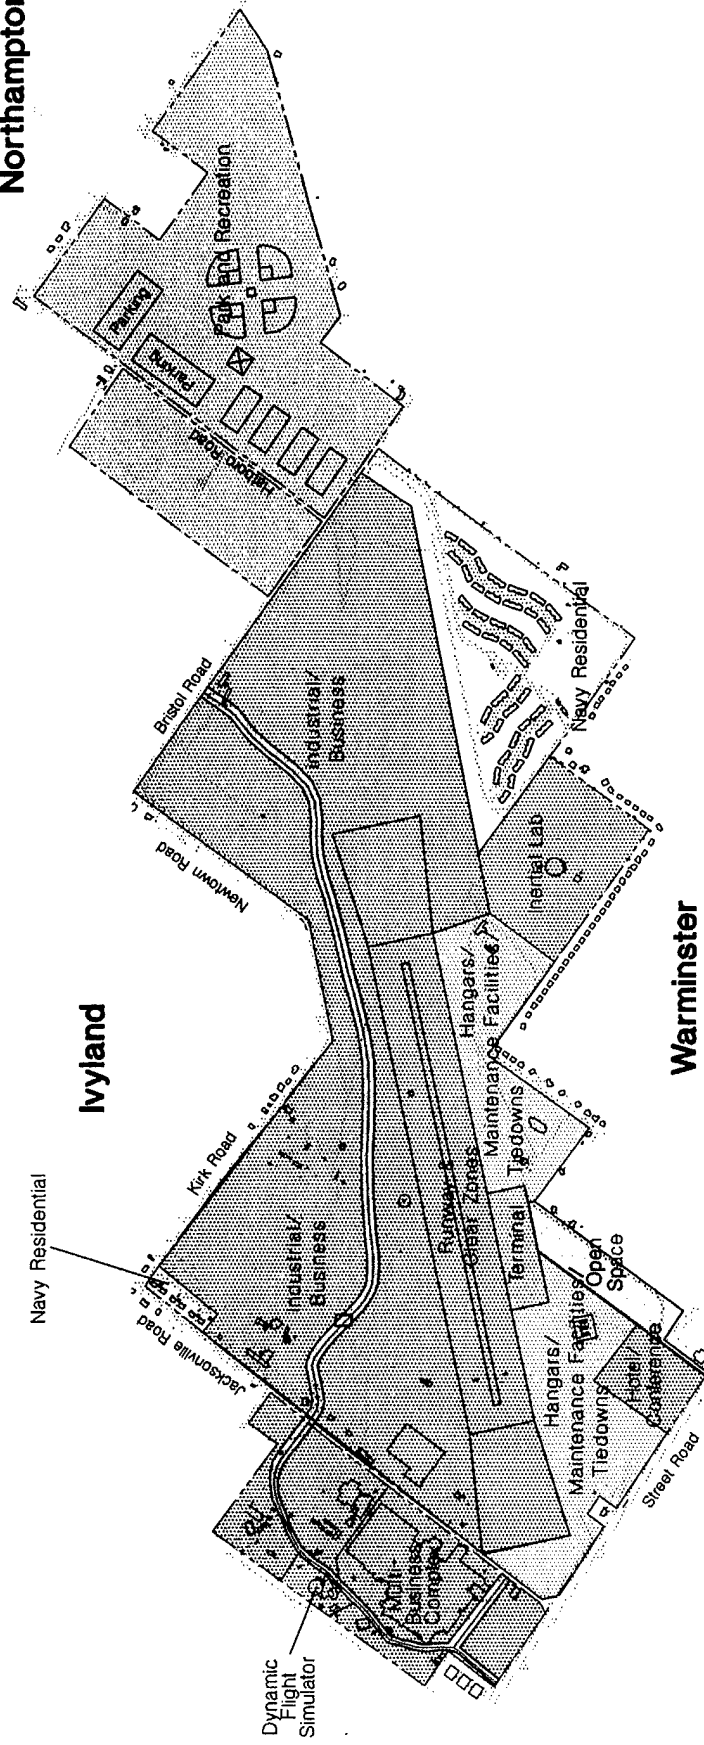 Northampton
Parking
Parking
Park and Recreation
Hatboro Road
Bristol Road
Industrial/
Business
Navy Residential
Newtown Road
Inertial Lab
Ivyland
Warminster
Hangars/
Maintenance Facilities/
Tiedowns
Kirk Road
Navy Residential
Industrial/
Business
Runway &
Clear Zones
Terminal
Open
Space
Jacksonville Road
Hangars/
Maintenance Facilities/
Tiedowns
Hotel/
Conference
Street Road
Multi-
Business
Complex
Dynamic
Flight
Simulator